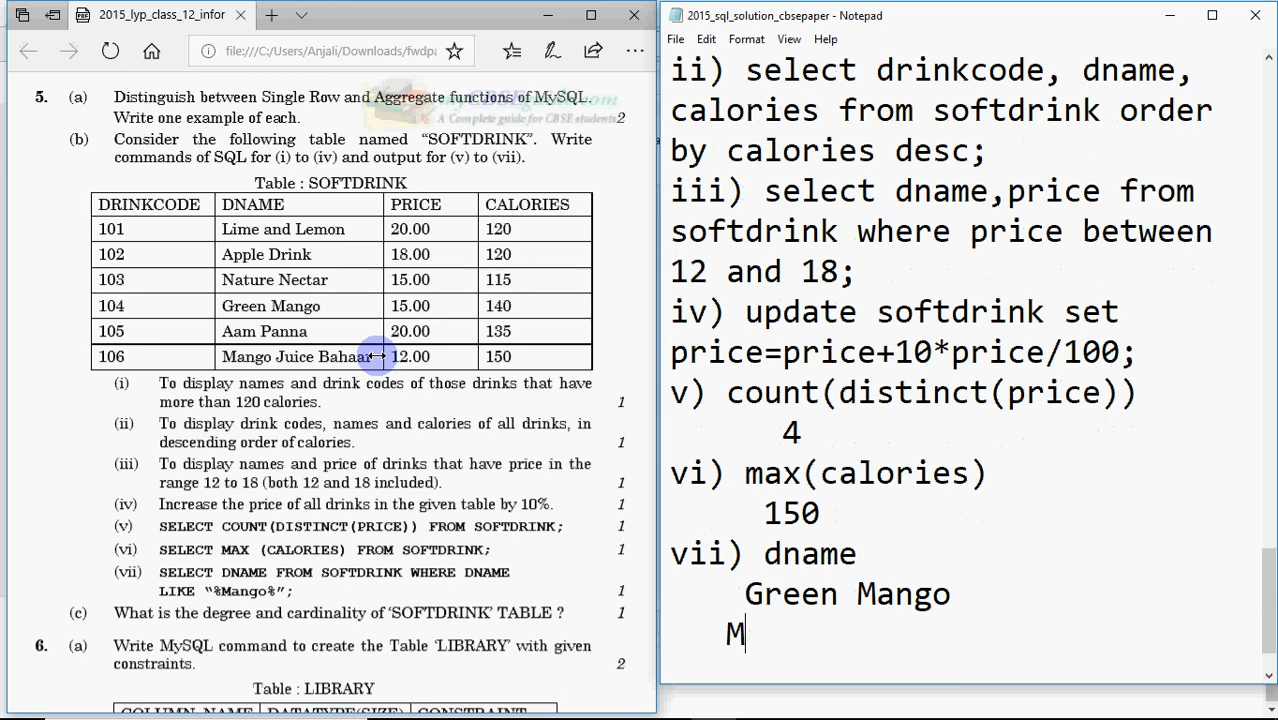 2015_lyp_class_12_infor
file:///C:/Users/Anjali/Downloads/fwdpa
5. (a) Distinguish between Single Row and Aggregate functions of MySQL.
Write one example of each. 2
(b) Consider the following table named “SOFTDRINK”. Write
commands of SQL for (i) to (iv) and output for (v) to (vii).
Table : SOFTDRINK
DRINKCODE DNAME PRICE CALORIES
101 Lime and Lemon 20.00 120
102 Apple Drink 18.00 120
103 Nature Nectar 15.00 115
104 Green Mango 15.00 140
105 Aam Panna 20.00 135
106 Mango Juice Bahaar 12.00 150
(i) To display names and drink codes of those drinks that have
more than 120 calories. 1
(ii) To display drink codes, names and calories of all drinks, in
descending order of calories. 1
(iii) To display names and price of drinks that have price in the
range 12 to 18 (both 12 and 18 included). 1
(iv) Increase the price of all drinks in the given table by 10%. 1
(v) SELECT COUNT(DISTINCT(PRICE)) FROM SOFTDRINK; 1
(vi) SELECT MAX (CALORIES) FROM SOFTDRINK; 1
(vii) SELECT DNAME FROM SOFTDRINK WHERE DNAME
LIKE “%Mango%”; 1
(c) What is the degree and cardinality of ‘SOFTDRINK’ TABLE ? 1
6. (a) Write MySQL command to create the Table ‘LIBRARY’ with given
constraints. 2
Table : LIBRARY
COLUMN_NAME DATATYPE(SIZE) CONSTRAINT
A Complete guide for CBSE students
2015_sql_solution_cbsepaper - Notepad
File Edit Format View Help
ii) select drinkcode, dname,
calories from softdrink order
by calories desc;
iii) select dname,price from
softdrink where price between
12 and 18;
iv) update softdrink set
price=price+10*price/100;
v) count(distinct(price))
4
vi) max(calories)
150
vii) dname
Green Mango
M